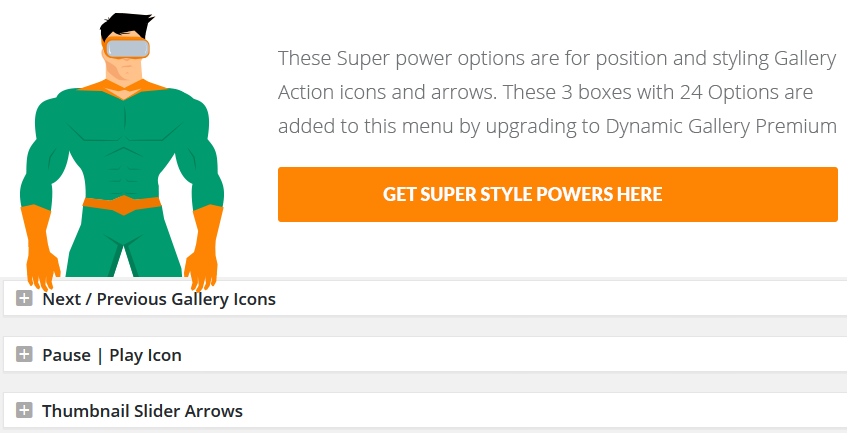 These Super power options are for position and styling Gallery
Action icons and arrows. These 3 boxes with 24 Options are
added to this menu by upgrading to Dynamic Gallery Premium
GET SUPER STYLE POWERS HERE
Next / Previous Gallery Icons
Pause | Play Icon
Thumbnail Slider Arrows